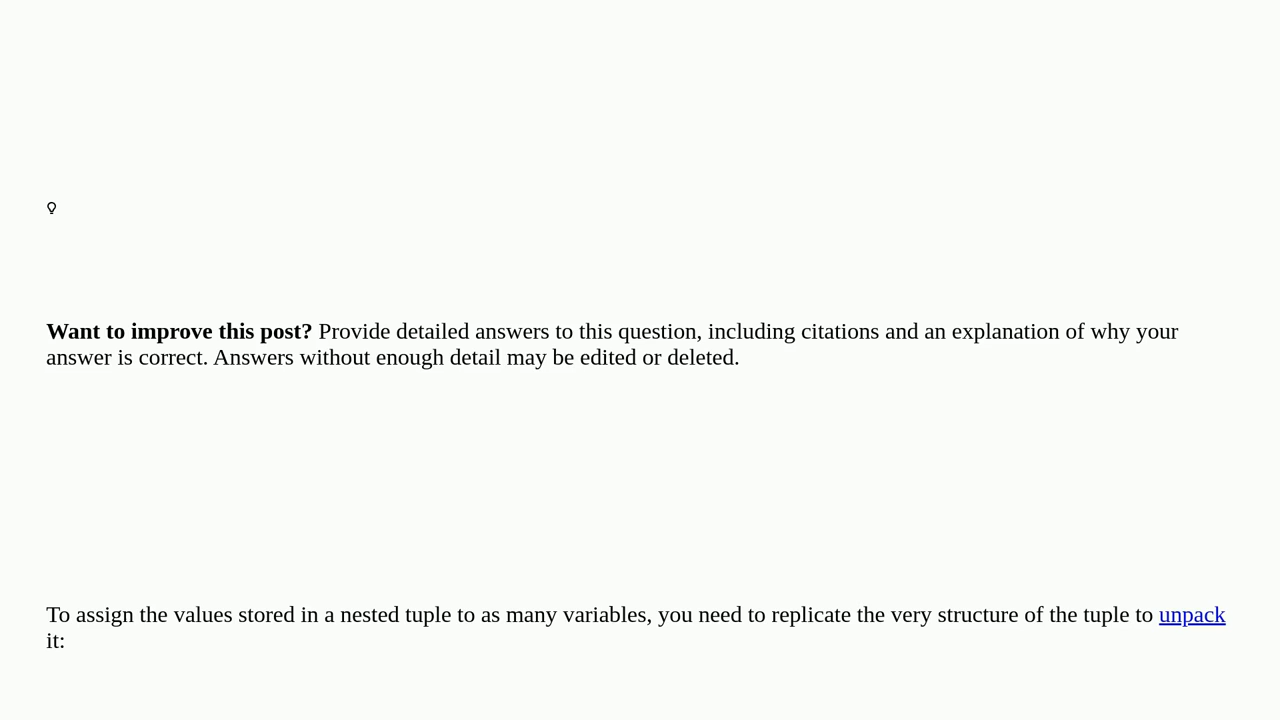 Want to improve this post? Provide detailed answers to this question, including citations and an explanation of why your
answer is correct. Answers without enough detail may be edited or deleted.
To assign the values stored in a nested tuple to as many variables, you need to replicate the very structure of the tuple to unpack
it: